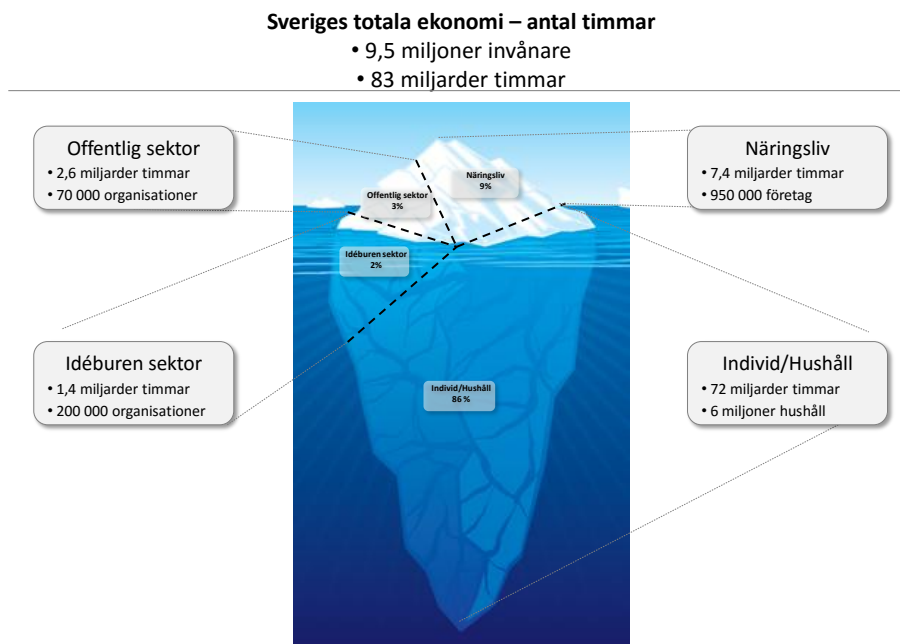 Sveriges totala ekonomi – antal timmar
• 9,5 miljoner invånare
• 83 miljarder timmar
Offentlig sektor
• 2,6 miljarder timmar
• 70 000 organisationer
Näringsliv
• 7,4 miljarder timmar
• 950 000 företag
Näringsliv
9%
Offentlig sektor
3%
Idéburen sektor
2%
Idéburen sektor
• 1,4 miljarder timmar
• 200 000 organisationer
Individ/Hushåll
86 %
Individ/Hushåll
• 72 miljarder timmar
• 6 miljoner hushåll